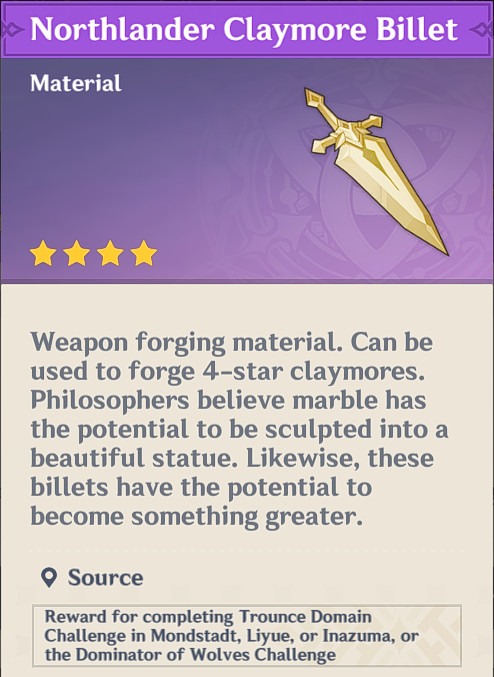 Northlander Claymore Billet
Material
Weapon forging material. Can be
used to forge 4-star claymores.
Philosophers believe marble has
the potential to be sculpted into a
beautiful statue. Likewise, these
billets have the potential to
become something greater.
Source
Reward for completing Trounce Domain
Challenge in Mondstadt, Liyue, or Inazuma, or
the Dominator of Wolves Challenge